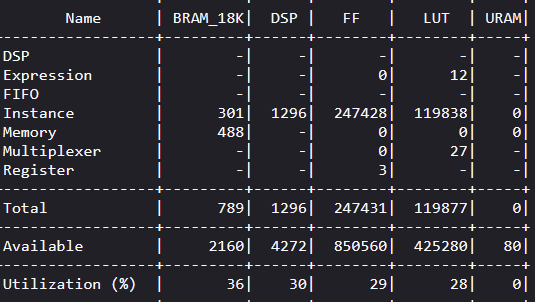 Name | BRAM_18K| DSP | FF | LUT | URAM|
-----------------+---------+------+--------+--------+-----+
DSP | -| -| -| -| -|
Expression | -| -| 0| 12| -|
FIFO | -| -| -| -| -|
Instance | 301| 1296| 247428| 119838| 0|
Memory | 488| -| 0| 0| 0|
Multiplexer | -| -| 0| 27| -|
Register | -| -| 3| -| -|
-----------------+---------+------+--------+--------+-----+
Total | 789| 1296| 247431| 119877| 0|
-----------------+---------+------+--------+--------+-----+
Available | 2160| 4272| 850560| 425280| 80|
-----------------+---------+------+--------+--------+-----+
Utilization (%) | 36| 30| 29| 28| 0|
-----------------+---------+------+--------+--------+-----+